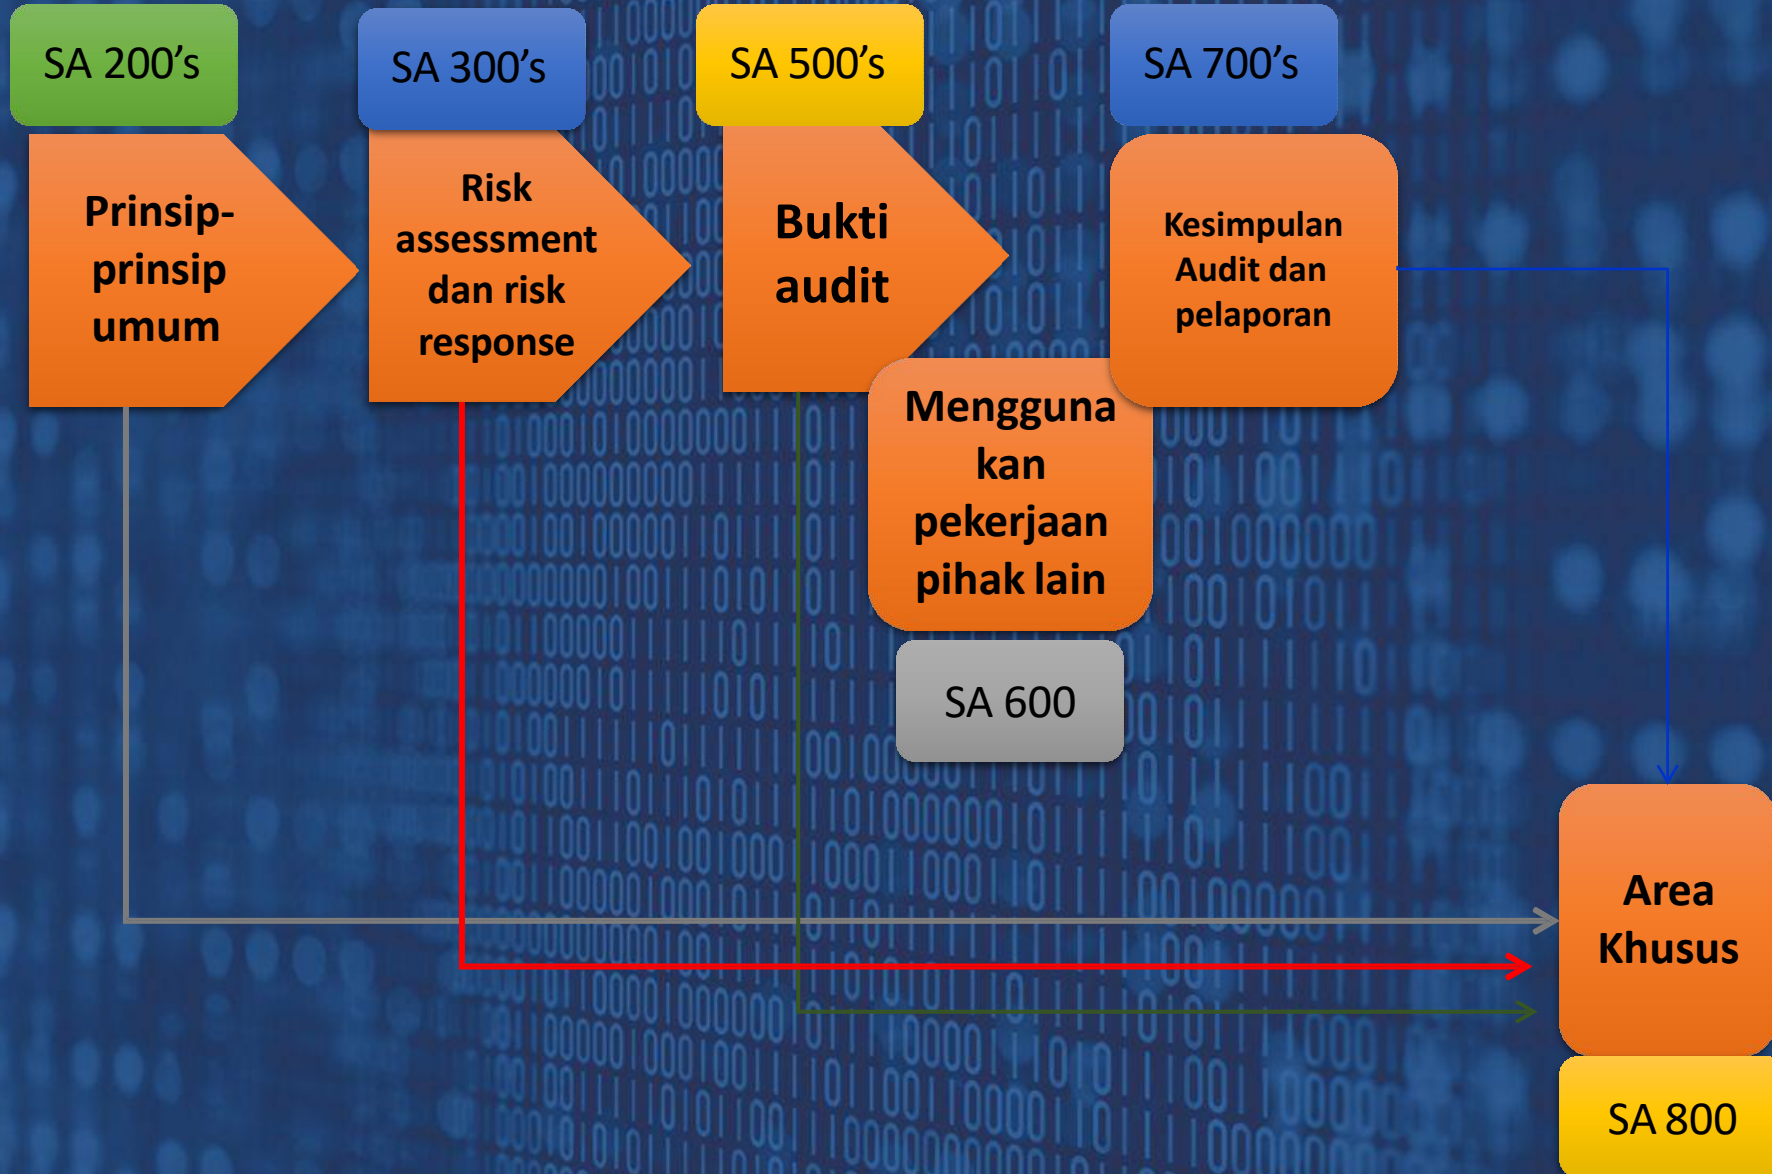 SA 200’s
SA 300’s
SA 500’s
SA 700’s
Prinsip-
prinsip
umum
Risk
assessment
dan risk
response
Bukti
audit
Kesimpulan
Audit dan
pelaporan
Mengguna
kan
pekerjaan
pihak lain
SA 600
Area
Khusus
SA 800